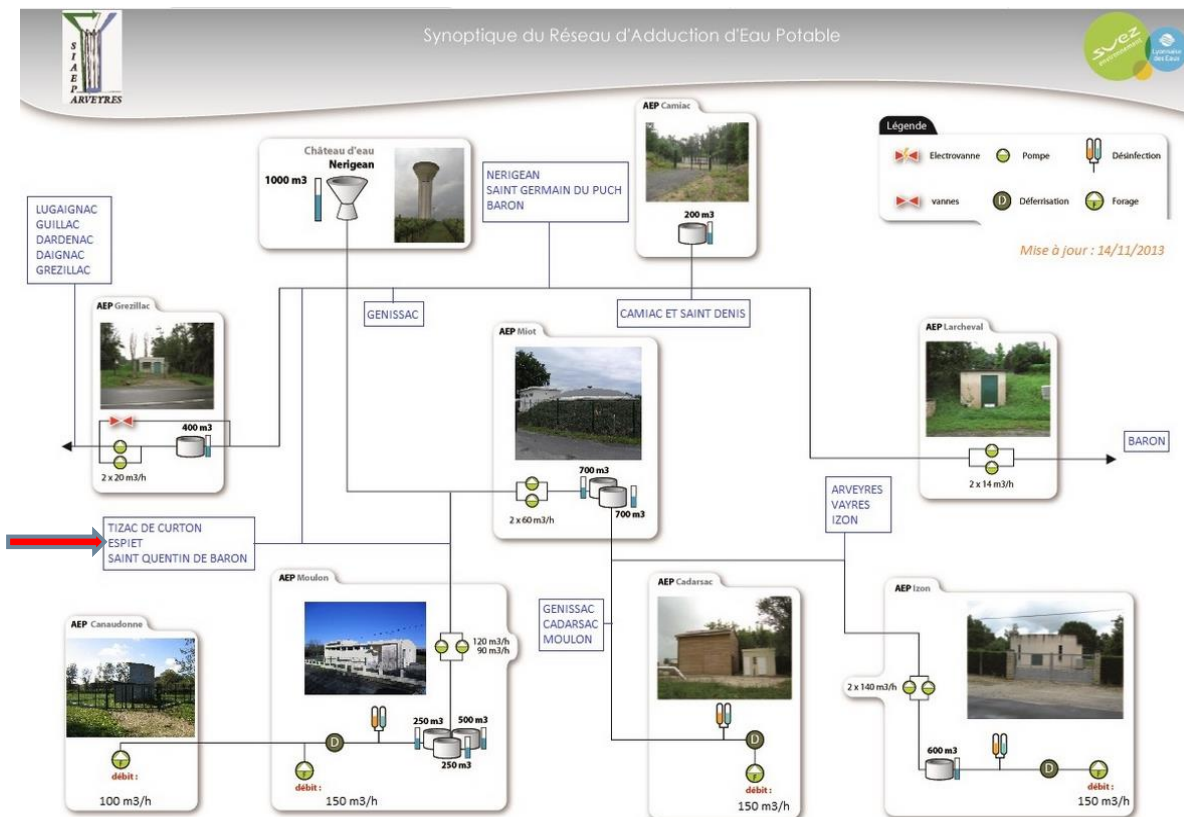 SIAEP
ARVEYRES
Synoptique du Réseau d'Adduction d'Eau Potable
suez
environnement
Lyonnaise
des Eaux
Château d'eau
Nerigean
1000 m3
NERIGEAN
SAINT GERMAIN DU PUCH
BARON
AEP Camiac
200 m3
Légende
Electrovanne
Pompe
Désinfection
vannes
D
Déferrisation
Forage
Mise à jour : 14/11/2013
LUGAIGNAC
GUILLAC
DARDENAC
DAIGNAC
GREZILLAC
GENISSAC
CAMIAC ET SAINT DENIS
AEP Grezillac
400 m3
2 x 20 m3/h
AEP Miot
700 m3
700 m3
2 x 60 m3/h
AEP Larcheval
2 x 14 m3/h
BARON
ARVEYRES
VAYRES
IZON
TIZAC DE CURTON
ESPIET
SAINT QUENTIN DE BARON
AEP Canaudonne
débit :
100 m3/h
AEP Moulon
120 m3/h
90 m3/h
250 m3
500 m3
250 m3
D
débit :
150 m3/h
GENISSAC
CADARSAC
MOULON
AEP Cadarsac
D
débit :
150 m3/h
AEP Izon
2 x 140 m3/h
600 m3
D
débit :
150 m3/h